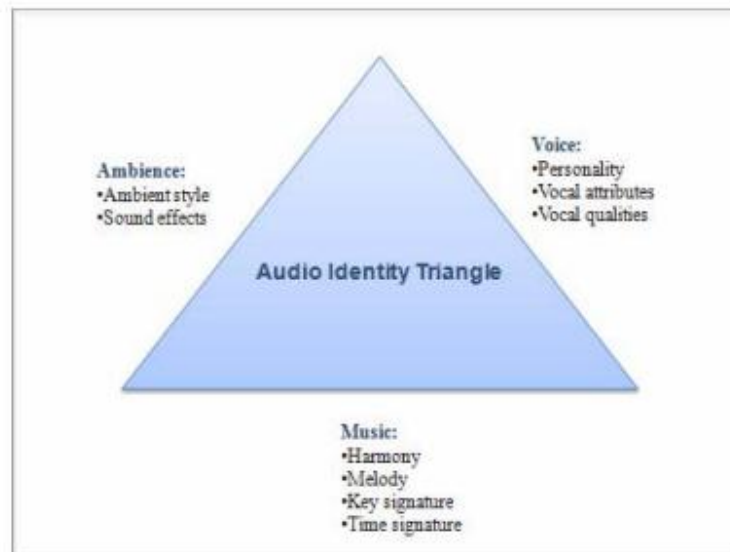 Ambience:
•Ambient style
•Sound effects
Voice:
•Personality
•Vocal attributes
•Vocal qualities
Audio Identity Triangle
Music:
•Harmony
•Melody
•Key signature
•Time signature